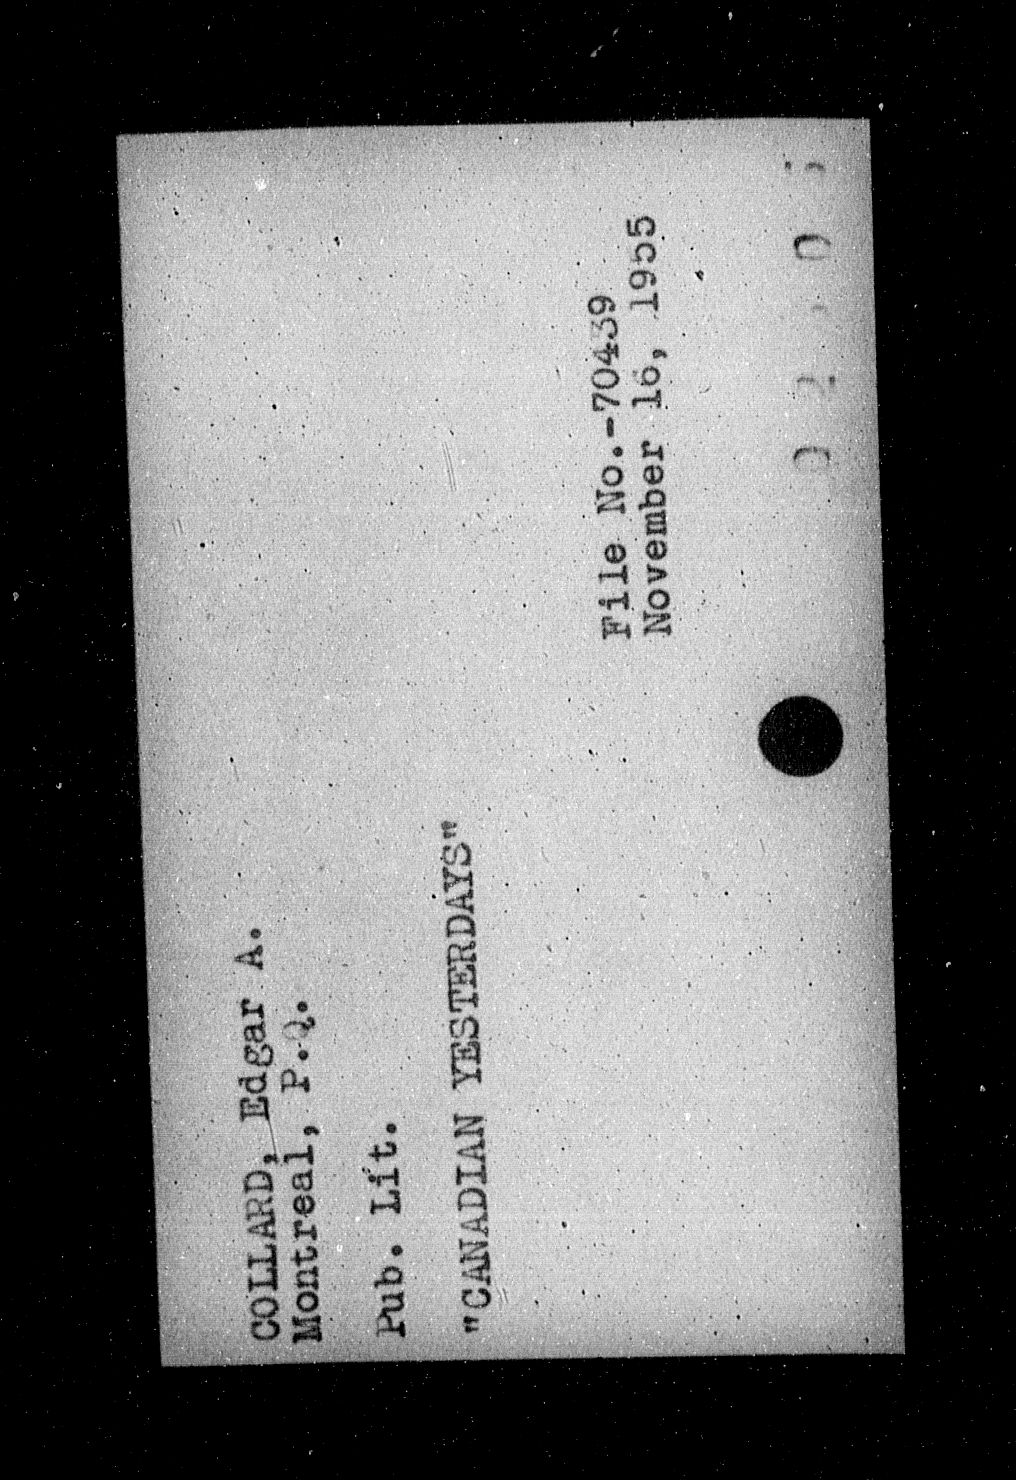 COLLARD, Edgar A.
Montreal, P.Q.
Pub. Lit.
"CANADIAN YESTERDAYS"
File No.-70439
November 16, 1955